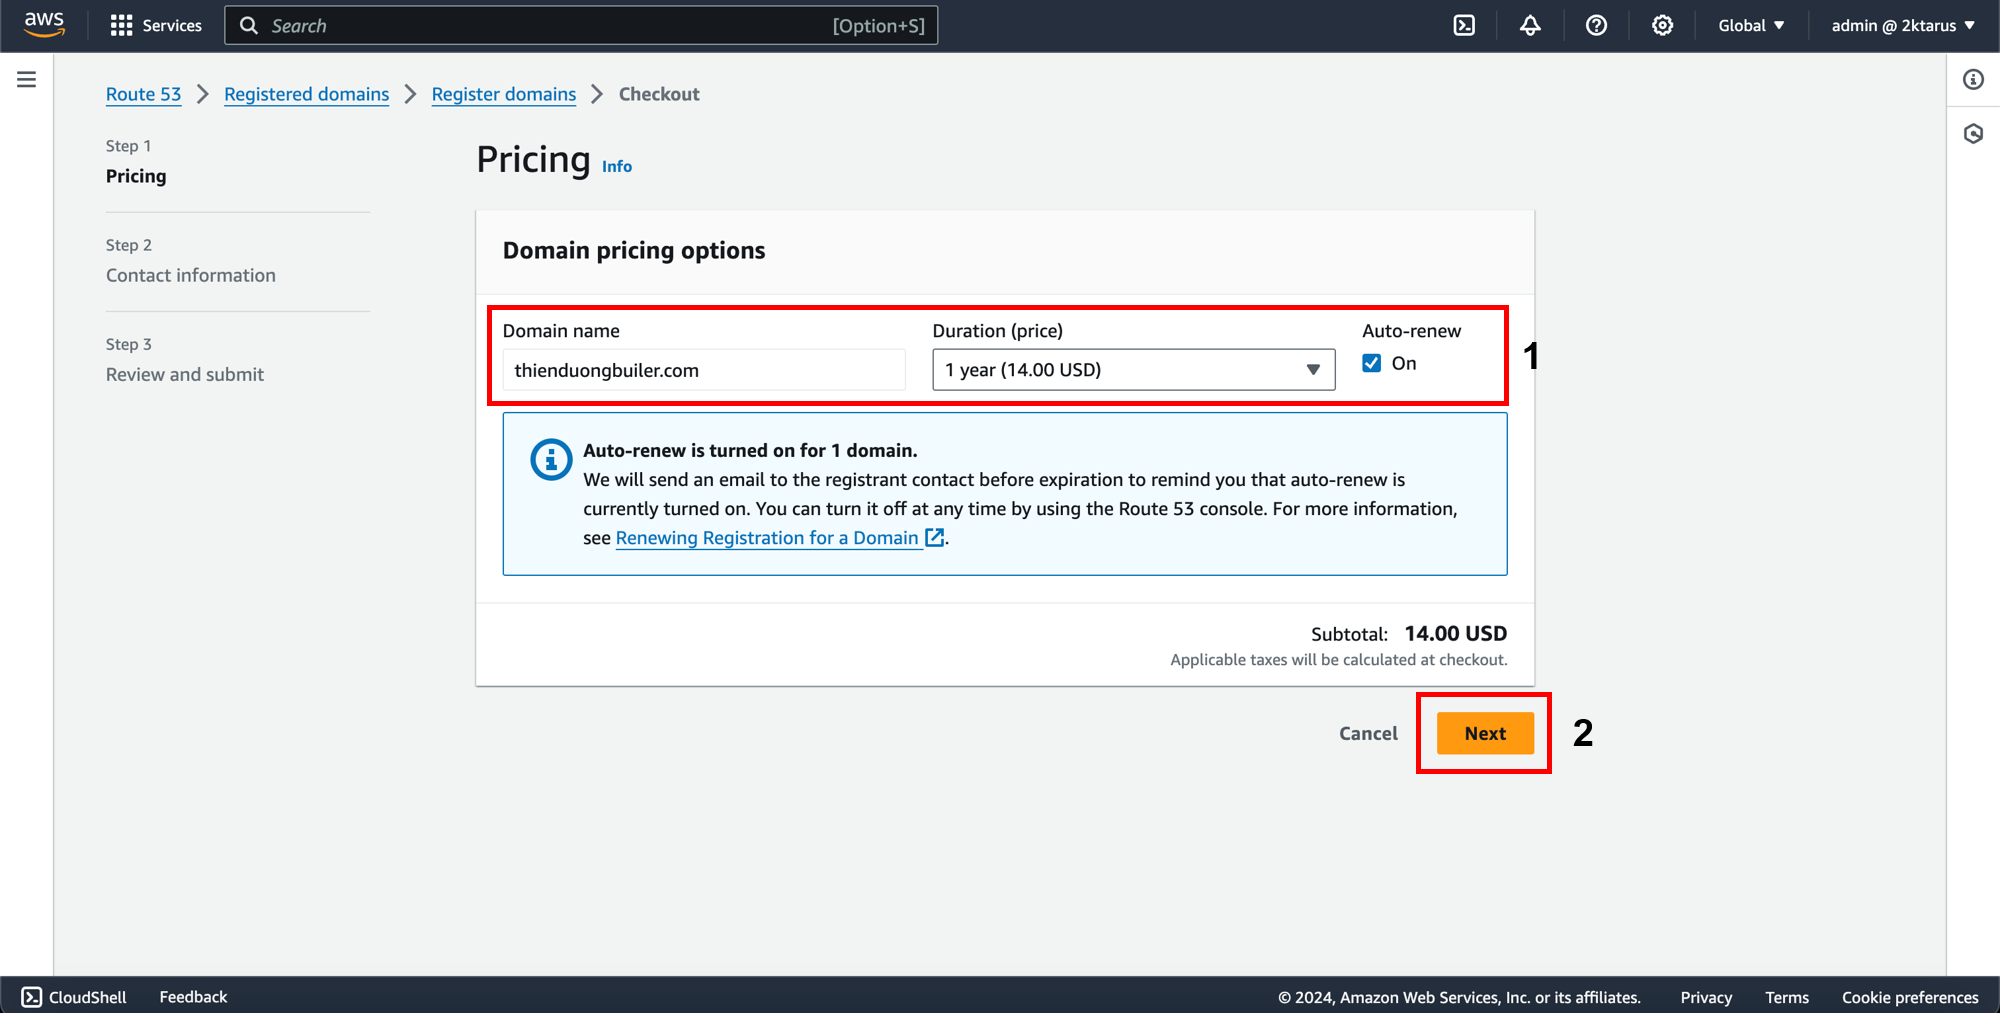 aws
Services
Search
[Option+S]
Global
admin @ 2ktarus
Route 53
Registered domains
Register domains
Checkout
Step 1
Pricing
Step 2
Contact information
Step 3
Review and submit
Pricing Info
Domain pricing options
Domain name
Duration (price)
Auto-renew
thienduongbuiler.com
1 year (14.00 USD)
On
1
Auto-renew is turned on for 1 domain.
We will send an email to the registrant contact before expiration to remind you that auto-renew is
currently turned on. You can turn it off at any time by using the Route 53 console. For more information,
see Renewing Registration for a Domain.
Subtotal: 14.00 USD
Applicable taxes will be calculated at checkout.
Cancel
Next
2
CloudShell
Feedback
© 2024, Amazon Web Services, Inc. or its affiliates.
Privacy
Terms
Cookie preferences